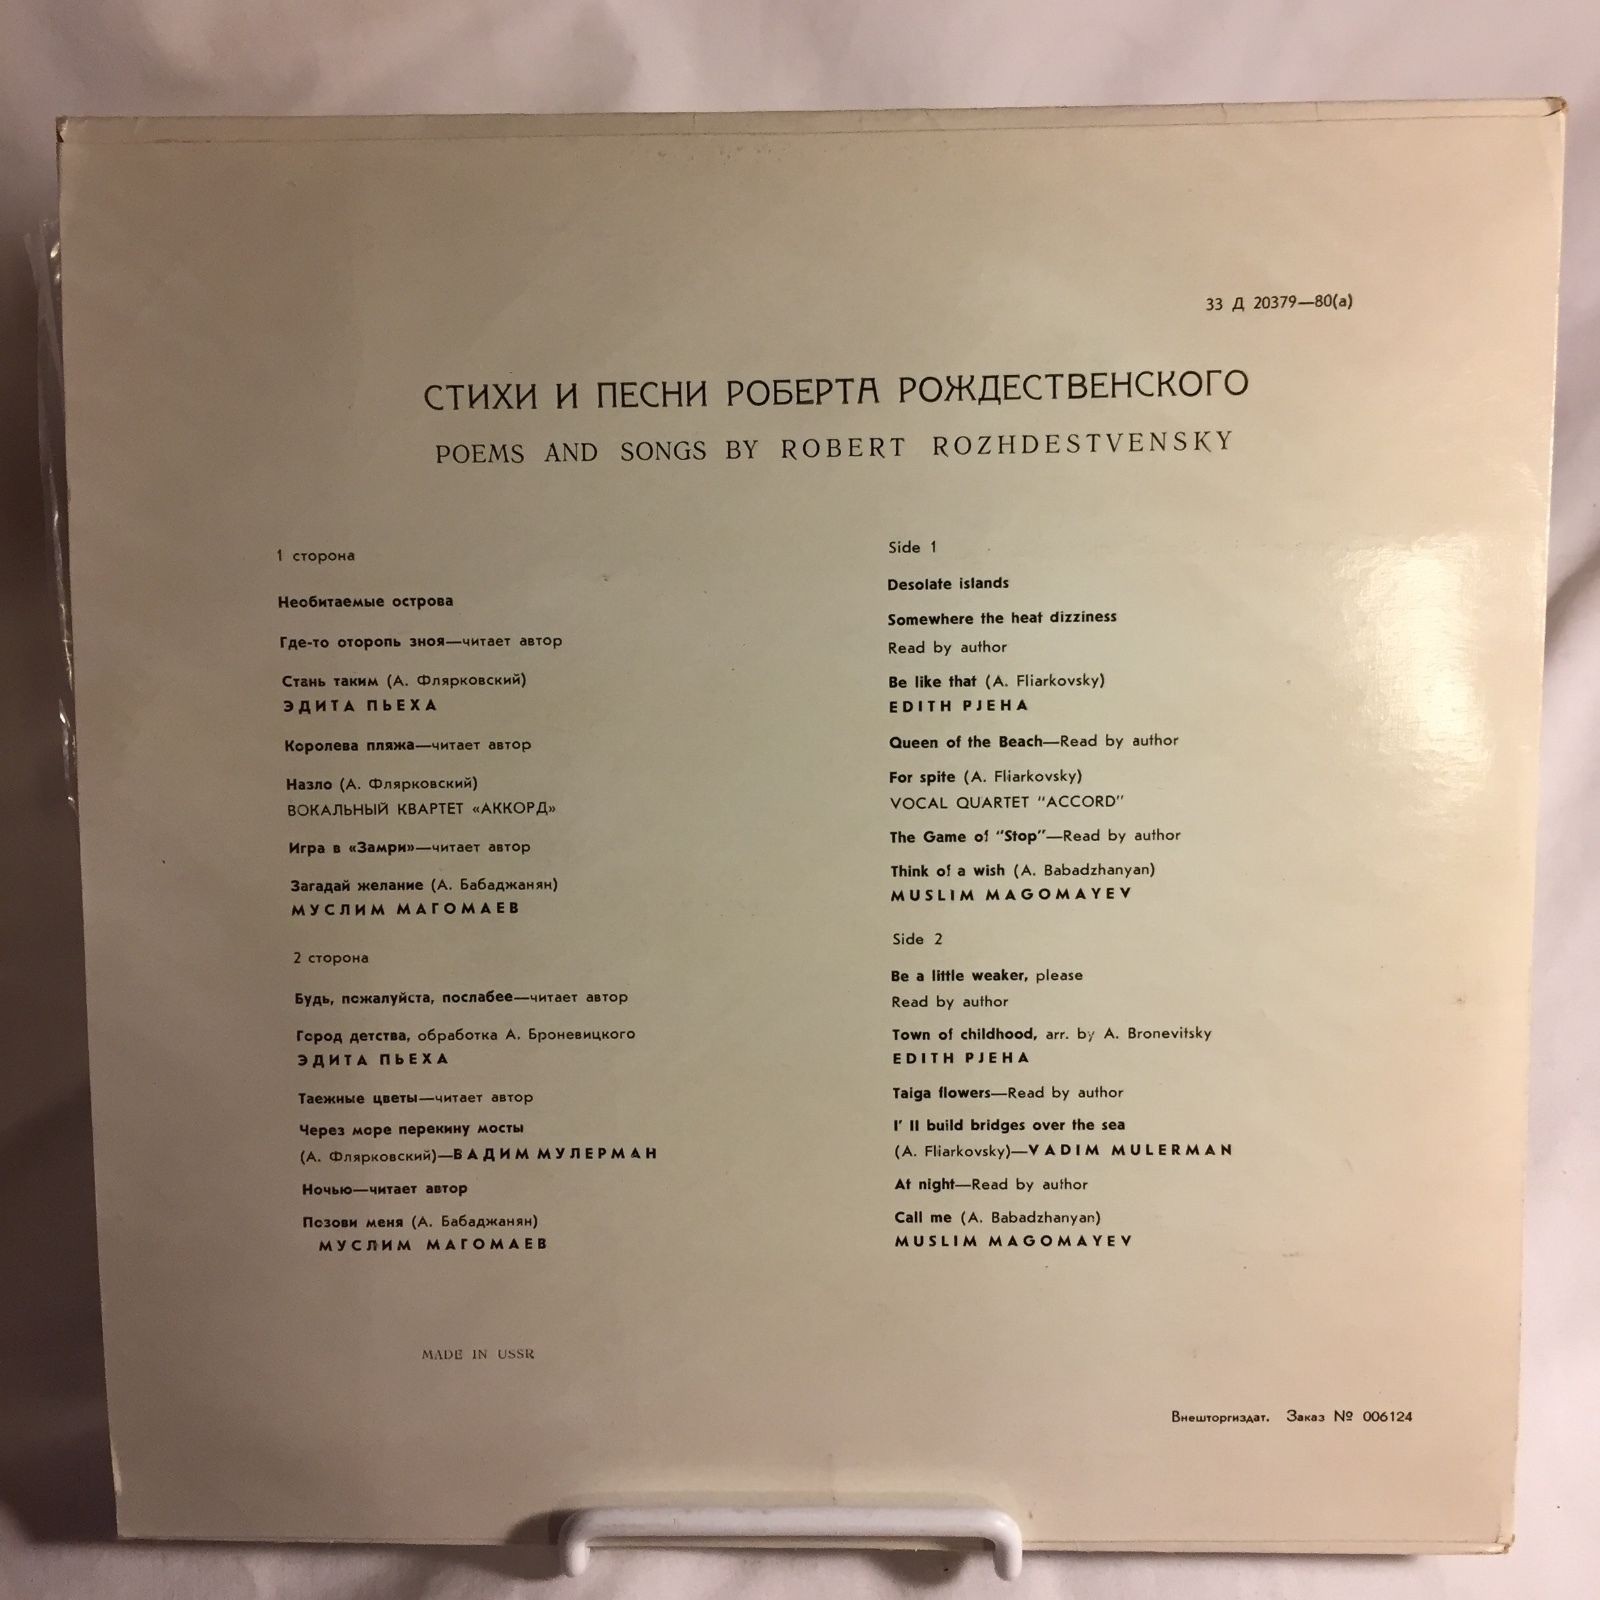 33 Д 20379—80(а)
СТИХИ И ПЕСНИ РОБЕРТА РОЖДЕСТВЕНСКОГО
POEMS AND SONGS BY ROBERT ROZHDESTVENSKY
1 сторона
Необитаемые острова
Где-то оторопь зноя—читает автор
Стань таким (А. Флярковский)
ЭДИТА ПЬЕХА
Королева пляжа—читает автор
Назло (А. Флярковский)
ВОКАЛЬНЫЙ КВАРТЕТ «АККОРД»
Игра в «Замри»—читает автор
Загадай желание (А. Бабаджанян)
МУСЛИМ МАГОМАЕВ
2 сторона
Будь, пожалуйста, послабее—читает автор
Город детства, обработка А. Броневицкого
ЭДИТА ПЬЕХА
Таежные цветы—читает автор
Через море перекину мосты
(А. Флярковский)—ВАДИМ МУЛЕРМАН
Ночью—читает автор
Позови меня (А. Бабаджанян)
МУСЛИМ МАГОМАЕВ
Side 1
Desolate islands
Somewhere the heat dizziness
Read by author
Be like that (A. Fliarkovsky)
EDITH PJEHA
Queen of the Beach—Read by author
For spite (A. Fliarkovsky)
VOCAL QUARTET "ACCORD"
The Game of "Stop"—Read by author
Think of a wish (A. Babadzhanyan)
MUSLIM MAGOMAYEV
Side 2
Be a little weaker, please
Read by author
Town of childhood, arr. by A. Bronevitsky
EDITH PJEHA
Taiga flowers—Read by author
I' ll build bridges over the sea
(A. Fliarkovsky)—VADIM MULERMAN
At night—Read by author
Call me (A. Babadzhanyan)
MUSLIM MAGOMAYEV
MADE IN USSR
Внешторгиздат. Заказ № 006124